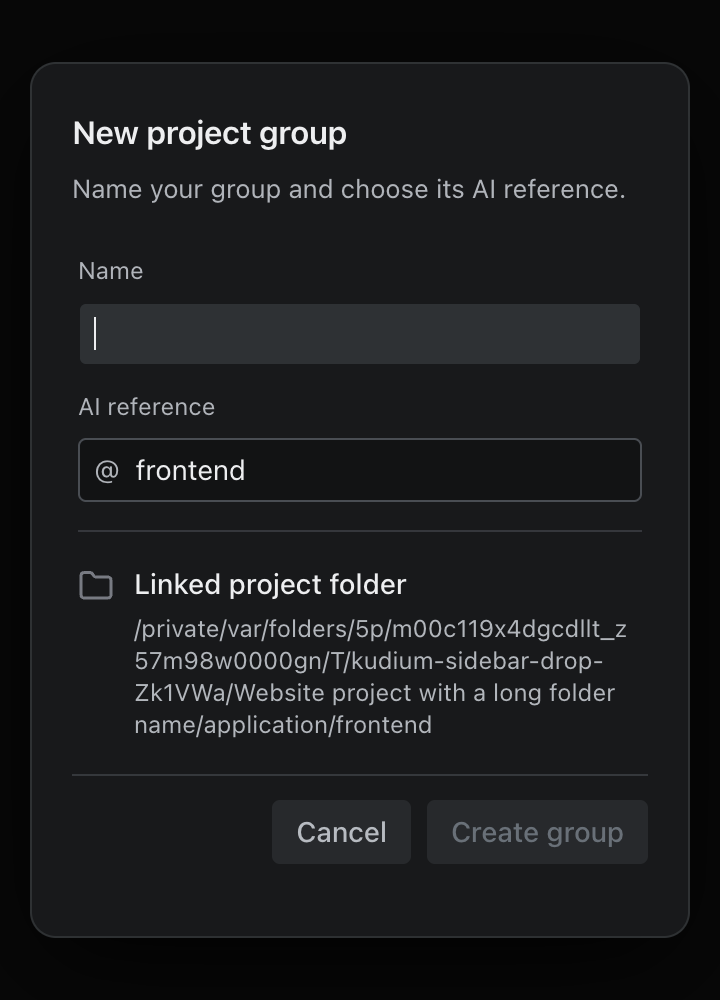 New project group
Name your group and choose its AI reference.
Name
AI reference
@ frontend
Linked project folder
/private/var/folders/5p/m00c119x4dgcdllt_z
57m98w0000gn/T/kudium-sidebar-drop-
Zk1VWa/Website project with a long folder
name/application/frontend
Cancel
Create group